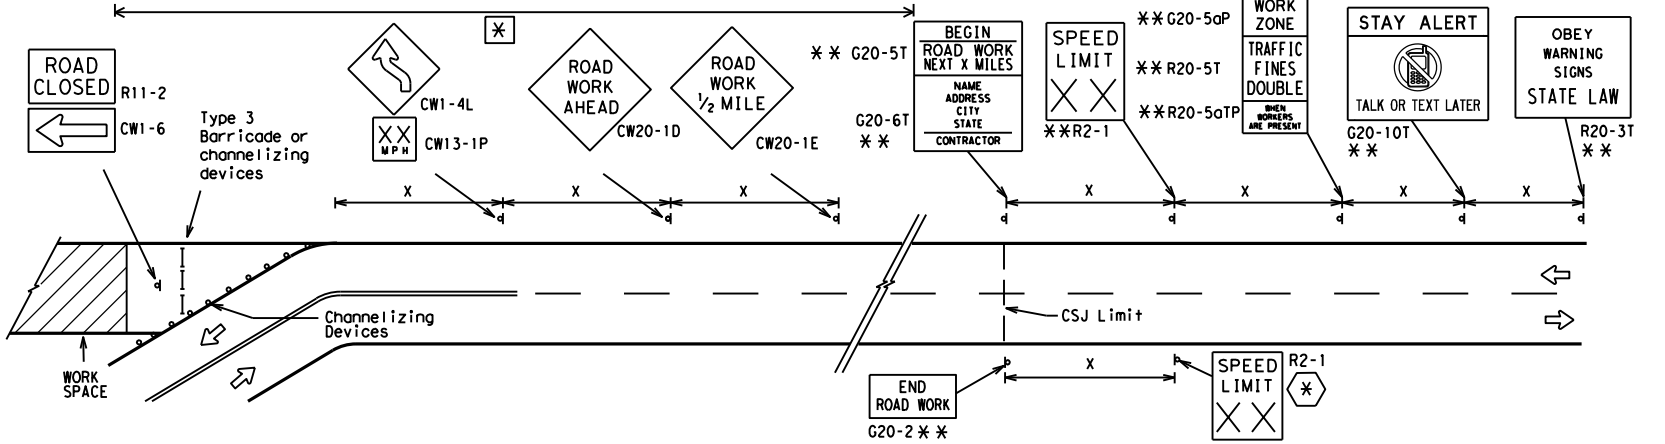 ROAD
CLOSED
R11-2
CW1-6
Type 3
Barricade or
channelizing
devices
*
CW1-4L
XX
MPH
CW13-1P
ROAD
WORK
AHEAD
CW20-1D
ROAD
WORK
1/2 MILE
CW20-1E
** G20-5T
BEGIN
ROAD WORK
NEXT X MILES
NAME
ADDRESS
CITY
STATE
CONTRACTOR
G20-6T
**
SPEED
LIMIT
XX
**R2-1
**G20-5aP
WORK
ZONE
**R20-5T
TRAFFIC
FINES
DOUBLE
**R20-5aTP
WHEN
WORKERS
ARE PRESENT
STAY ALERT
TALK OR TEXT LATER
G20-10T
**
OBEY
WARNING
SIGNS
STATE LAW
R20-3T
**
X
X
X
X
X
X
X
Channelizing
Devices
WORK
SPACE
CSJ Limit
END
ROAD WORK
G20-2 **
X
SPEED
LIMIT
XX
R2-1
*